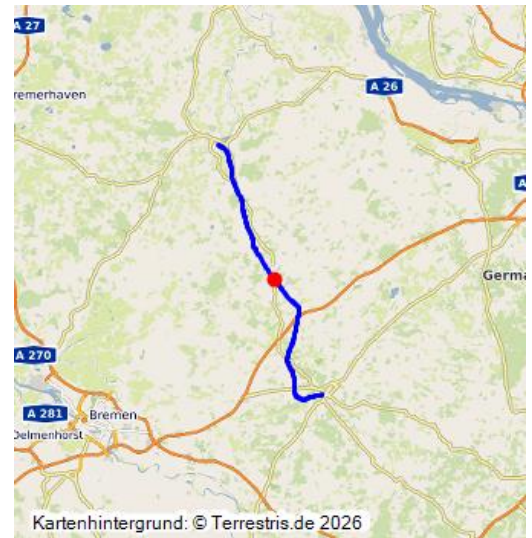 A 27
remerhaven
A 26
A
Germa
A 270
A 281
Bremen
Delmenhorst
Kartenhintergrund: © Terrestris.de 2026